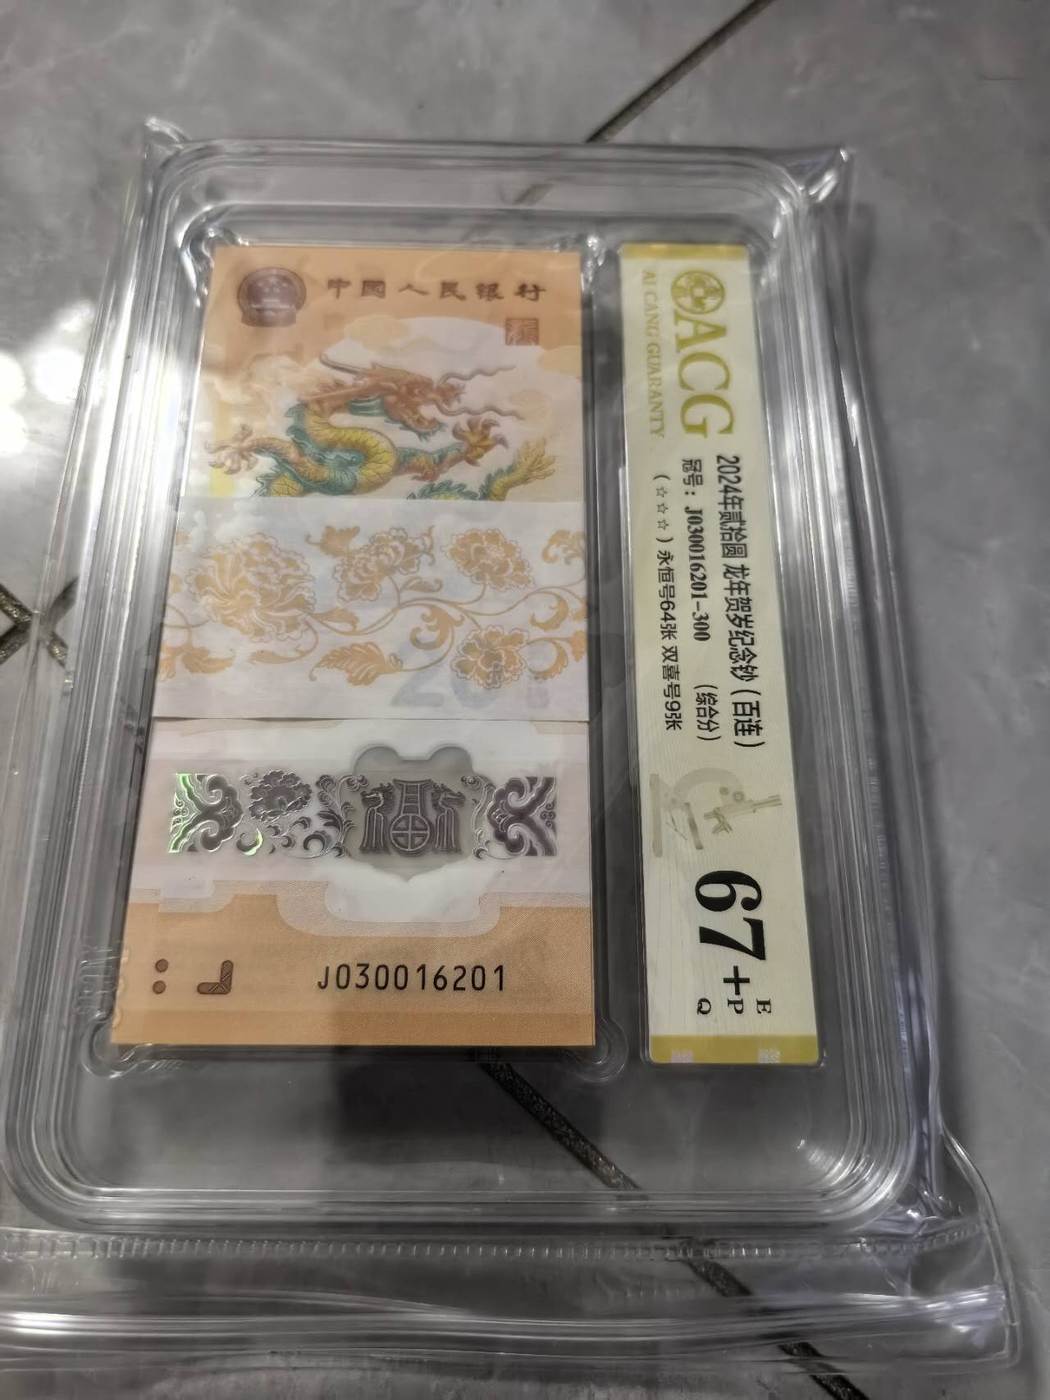 中国人民银行
J030016201
ACG
AI CANG GUARANTY
2024年贰拾圆 龙年贺岁纪念钞（百连）
冠号：J030016201-300 （综合分）
（☆☆☆）永恒号64张 双喜号9张
67+
E
P
Q
20